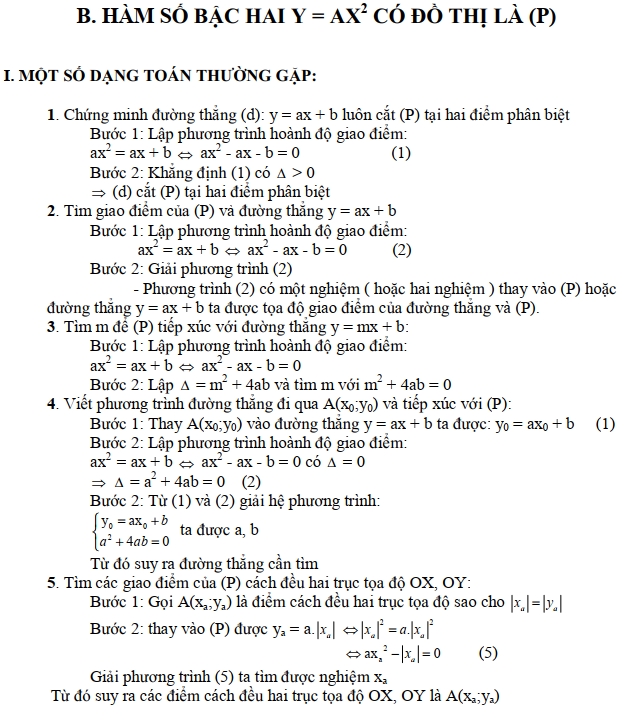 B. HÀM SỐ BẬC HAI Y = AX² CÓ ĐỒ THỊ LÀ (P)
I. MỘT SỐ DẠNG TOÁN THƯỜNG GẶP:
1. Chứng minh đường thẳng (d): y = ax + b luôn cắt (P) tại hai điểm phân biệt
Bước 1: Lập phương trình hoành độ giao điểm:
ax² = ax + b ⇔ ax² - ax - b = 0 (1)
Bước 2: Khẳng định (1) có Δ > 0
⇒ (d) cắt (P) tại hai điểm phân biệt
2. Tìm giao điểm của (P) và đường thẳng y = ax + b
Bước 1: Lập phương trình hoành độ giao điểm:
ax² = ax + b ⇔ ax² - ax - b = 0 (2)
Bước 2: Giải phương trình (2)
- Phương trình (2) có một nghiệm ( hoặc hai nghiệm ) thay vào (P) hoặc
đường thẳng y = ax + b ta được tọa độ giao điểm của đường thẳng và (P).
3. Tìm m để (P) tiếp xúc với đường thẳng y = mx + b:
Bước 1: Lập phương trình hoành độ giao điểm:
ax² = ax + b ⇔ ax² - ax - b = 0
Bước 2: Lập Δ = m² + 4ab và tìm m với m² + 4ab = 0
4. Viết phương trình đường thẳng đi qua A(x₀;y₀) và tiếp xúc với (P):
Bước 1: Thay A(x₀;y₀) vào đường thẳng y = ax + b ta được: y₀ = ax₀ + b (1)
Bước 2: Lập phương trình hoành độ giao điểm:
ax² = ax + b ⇔ ax² - ax - b = 0 có Δ = 0
⇒ Δ = a² + 4ab = 0 (2)
Bước 2: Từ (1) và (2) giải hệ phương trình:
{ y₀ = ax₀ + b
a² + 4ab = 0 ta được a, b
Từ đó suy ra đường thẳng cần tìm
5. Tìm các giao điểm của (P) cách đều hai trục tọa độ OX, OY:
Bước 1: Gọi A(xₐ;yₐ) là điểm cách đều hai trục tọa độ sao cho |xₐ|=|yₐ|
Bước 2: thay vào (P) được yₐ = a.|xₐ| ⇔|xₐ|² = a.|xₐ|²
⇔ axₐ² −|xₐ| = 0 (5)
Giải phương trình (5) ta tìm được nghiệm xₐ
Từ đó suy ra các điểm cách đều hai trục tọa độ OX, OY là A(xₐ;yₐ)